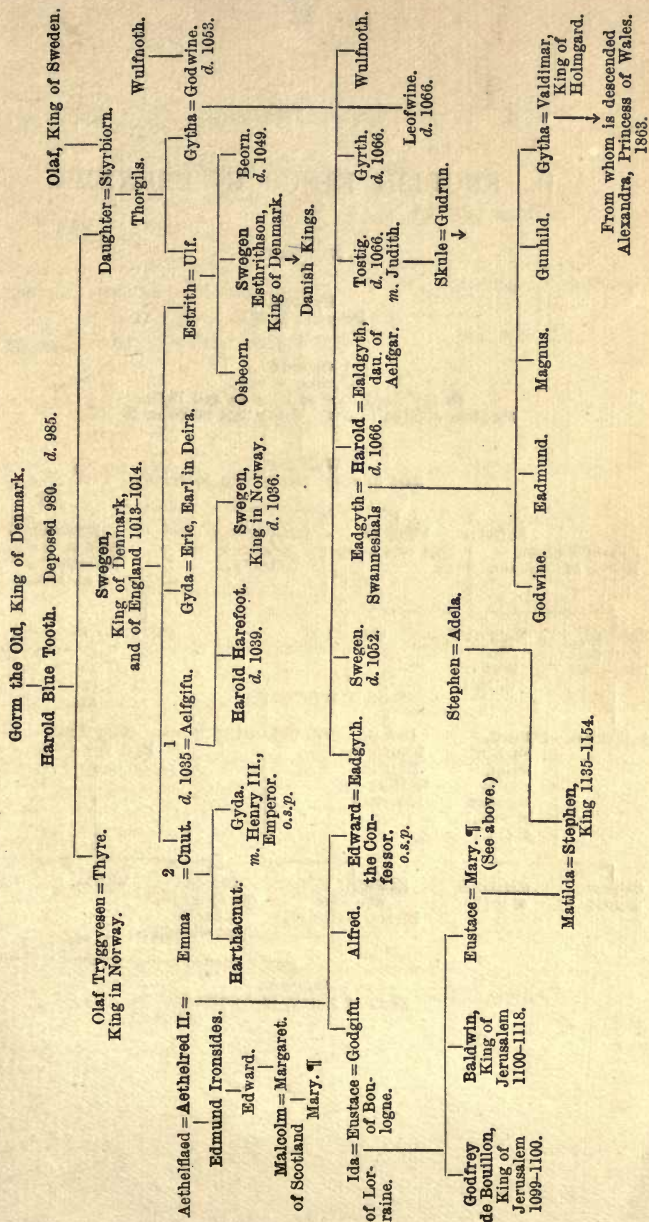 Gorm the Old, King of Denmark.
Harold Blue Tooth. Deposed 980. d. 985.
Olaf Tryggvesen = Thyre.
King in Norway.
Swegen,
King of Denmark,
and of England 1013–1014.
Daughter = Styrbiorn.
Olaf, King of Sweden.
Thorgils.
Wulfnoth.
Aethelflaed = Aethelred II. =
Emma
2
= Cnut. d. 1035 = Aelfgifu.
1
Gyda = Eric, Earl in Deira.
Estrith = Ulf.
Gytha = Godwine.
d. 1053.
Edmund Ironsides.
Edward.
Malcolm = Margaret.
of Scotland
Mary. ¶
Harthacnut.
Gyda.
m. Henry III.,
Emperor.
o.s.p.
Harold Harefoot.
d. 1039.
Swegen,
King in Norway.
d. 1036.
Osbeorn.
Swegen
Esthrithson,
King of Denmark.
Danish Kings.
Beorn.
d. 1049.
Ida = Eustace = Godgifu.
of Lor-
raine.
of Bou-
logne.
Alfred.
Edward = Eadgyth.
the Con-
fessor.
o.s.p.
Swegen.
d. 1052.
Eadgyth = Harold = Ealdgyth,
Swanneshals
d. 1066.
dau. of
Aelfgar.
Tostig.
d. 1066.
m. Judith.
Skule = Gudrun.
Gyrth.
d. 1066.
Leofwine.
d. 1066.
Wulfnoth.
Godfrey
de Bouillon,
King of
Jerusalem
1099–1100.
Baldwin,
King of
Jerusalem
1100–1118.
Eustace = Mary. ¶
(See above.)
Stephen = Adela.
Matilda = Stephen,
King 1135–1154.
Godwine.
Eadmund.
Magnus.
Gunhild.
Gytha = Valdimar,
King of
Holmgard.
From whom is descended
Alexandra, Princess of Wales.
1863.